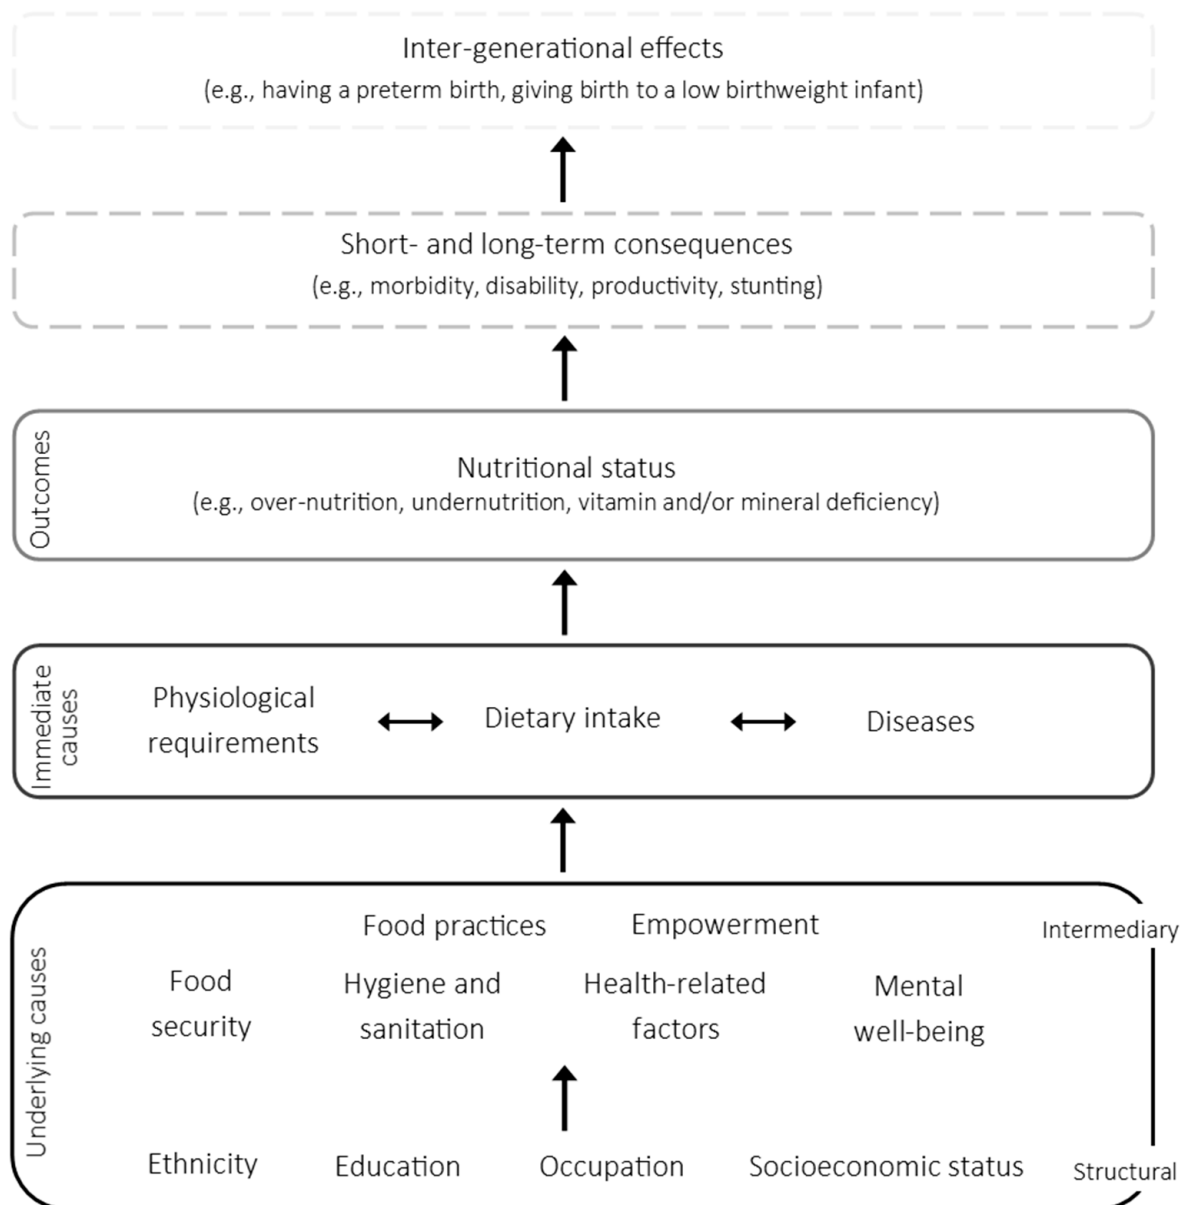 Inter-generational effects
(e.g., having a preterm birth, giving birth to a low birthweight infant)
Short- and long-term consequences
(e.g., morbidity, disability, productivity, stunting)
Outcomes
Nutritional status
(e.g., over-nutrition, undernutrition, vitamin and/or mineral deficiency)
Immediate
causes
Physiological
requirements
Dietary intake
Diseases
Underlying causes
Food practices
Empowerment
Intermediary
Food
security
Hygiene and
sanitation
Health-related
factors
Mental
well-being
Ethnicity
Education
Occupation
Socioeconomic status
Structural